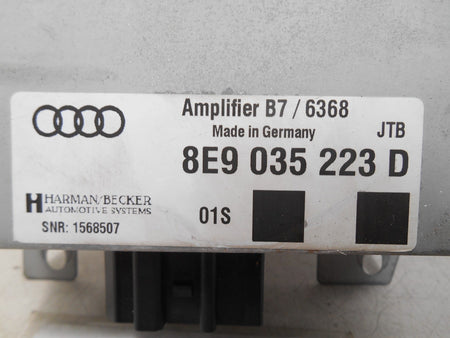 Amplifier B7 / 6368
Made in Germany
JTB
8E9 035 223 D
HARMAN/BECKER
AUTOMOTIVE SYSTEMS
01S
SNR: 1568507